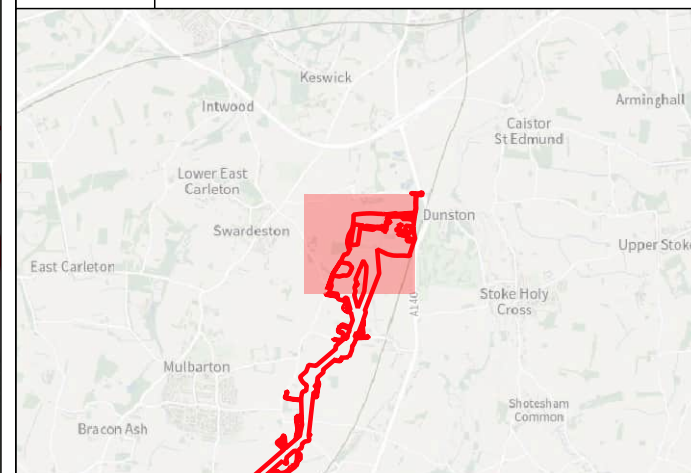 Keswick
Intwood
Arminghall
Caistor
St Edmund
Lower East
Carleton
Swardeston
Dunston
Upper Stoke
East Carleton
Stoke Holy
Cross
A140
Mulbarton
Shotesham
Common
Bracon Ash